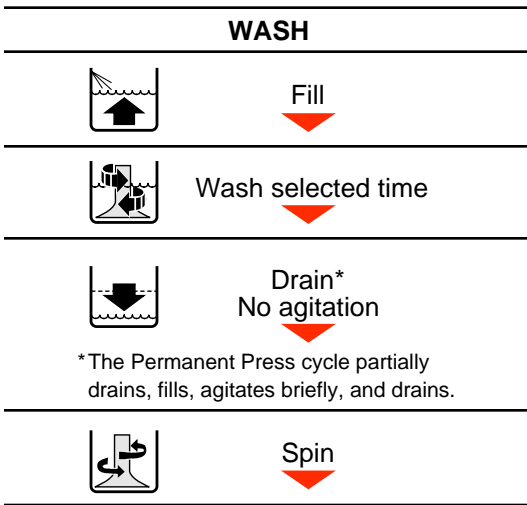 WASH
Fill
Wash selected time
Drain*
No agitation
*The Permanent Press cycle partially
drains, fills, agitates briefly, and drains.
Spin